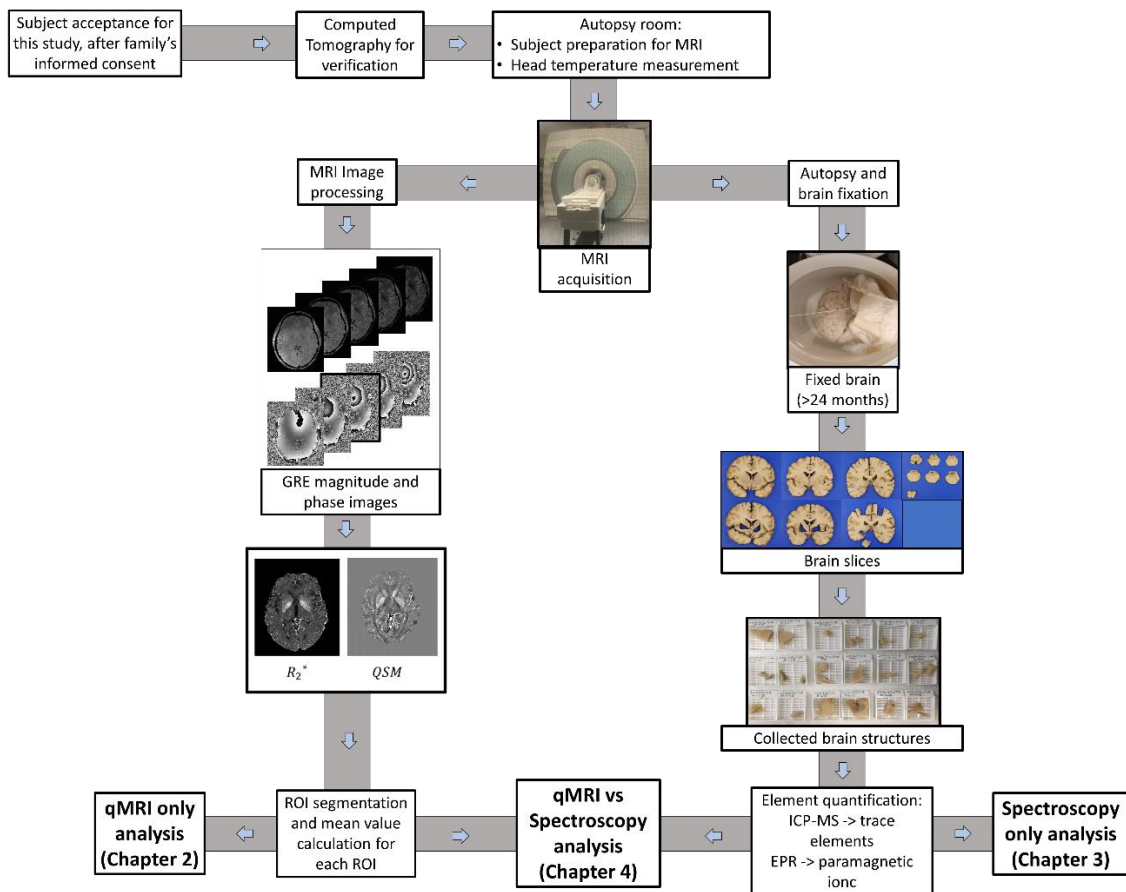 Subject acceptance for
this study, after family's
informed consent
Computed
Tomography for
verification
Autopsy room:
• Subject preparation for MRI
• Head temperature measurement
MRI Image
processing
MRI
acquisition
Autopsy and
brain fixation
GRE magnitude and
phase images
Fixed brain
(>24 months)
Brain slices
R₂*
QSM
Collected brain structures
qMRI only
analysis
(Chapter 2)
ROI segmentation
and mean value
calculation for
each ROI
qMRI vs
Spectroscopy
analysis
(Chapter 4)
Element quantification:
ICP-MS -> trace
elements
EPR -> paramagnetic
ionc
Spectroscopy
only analysis
(Chapter 3)